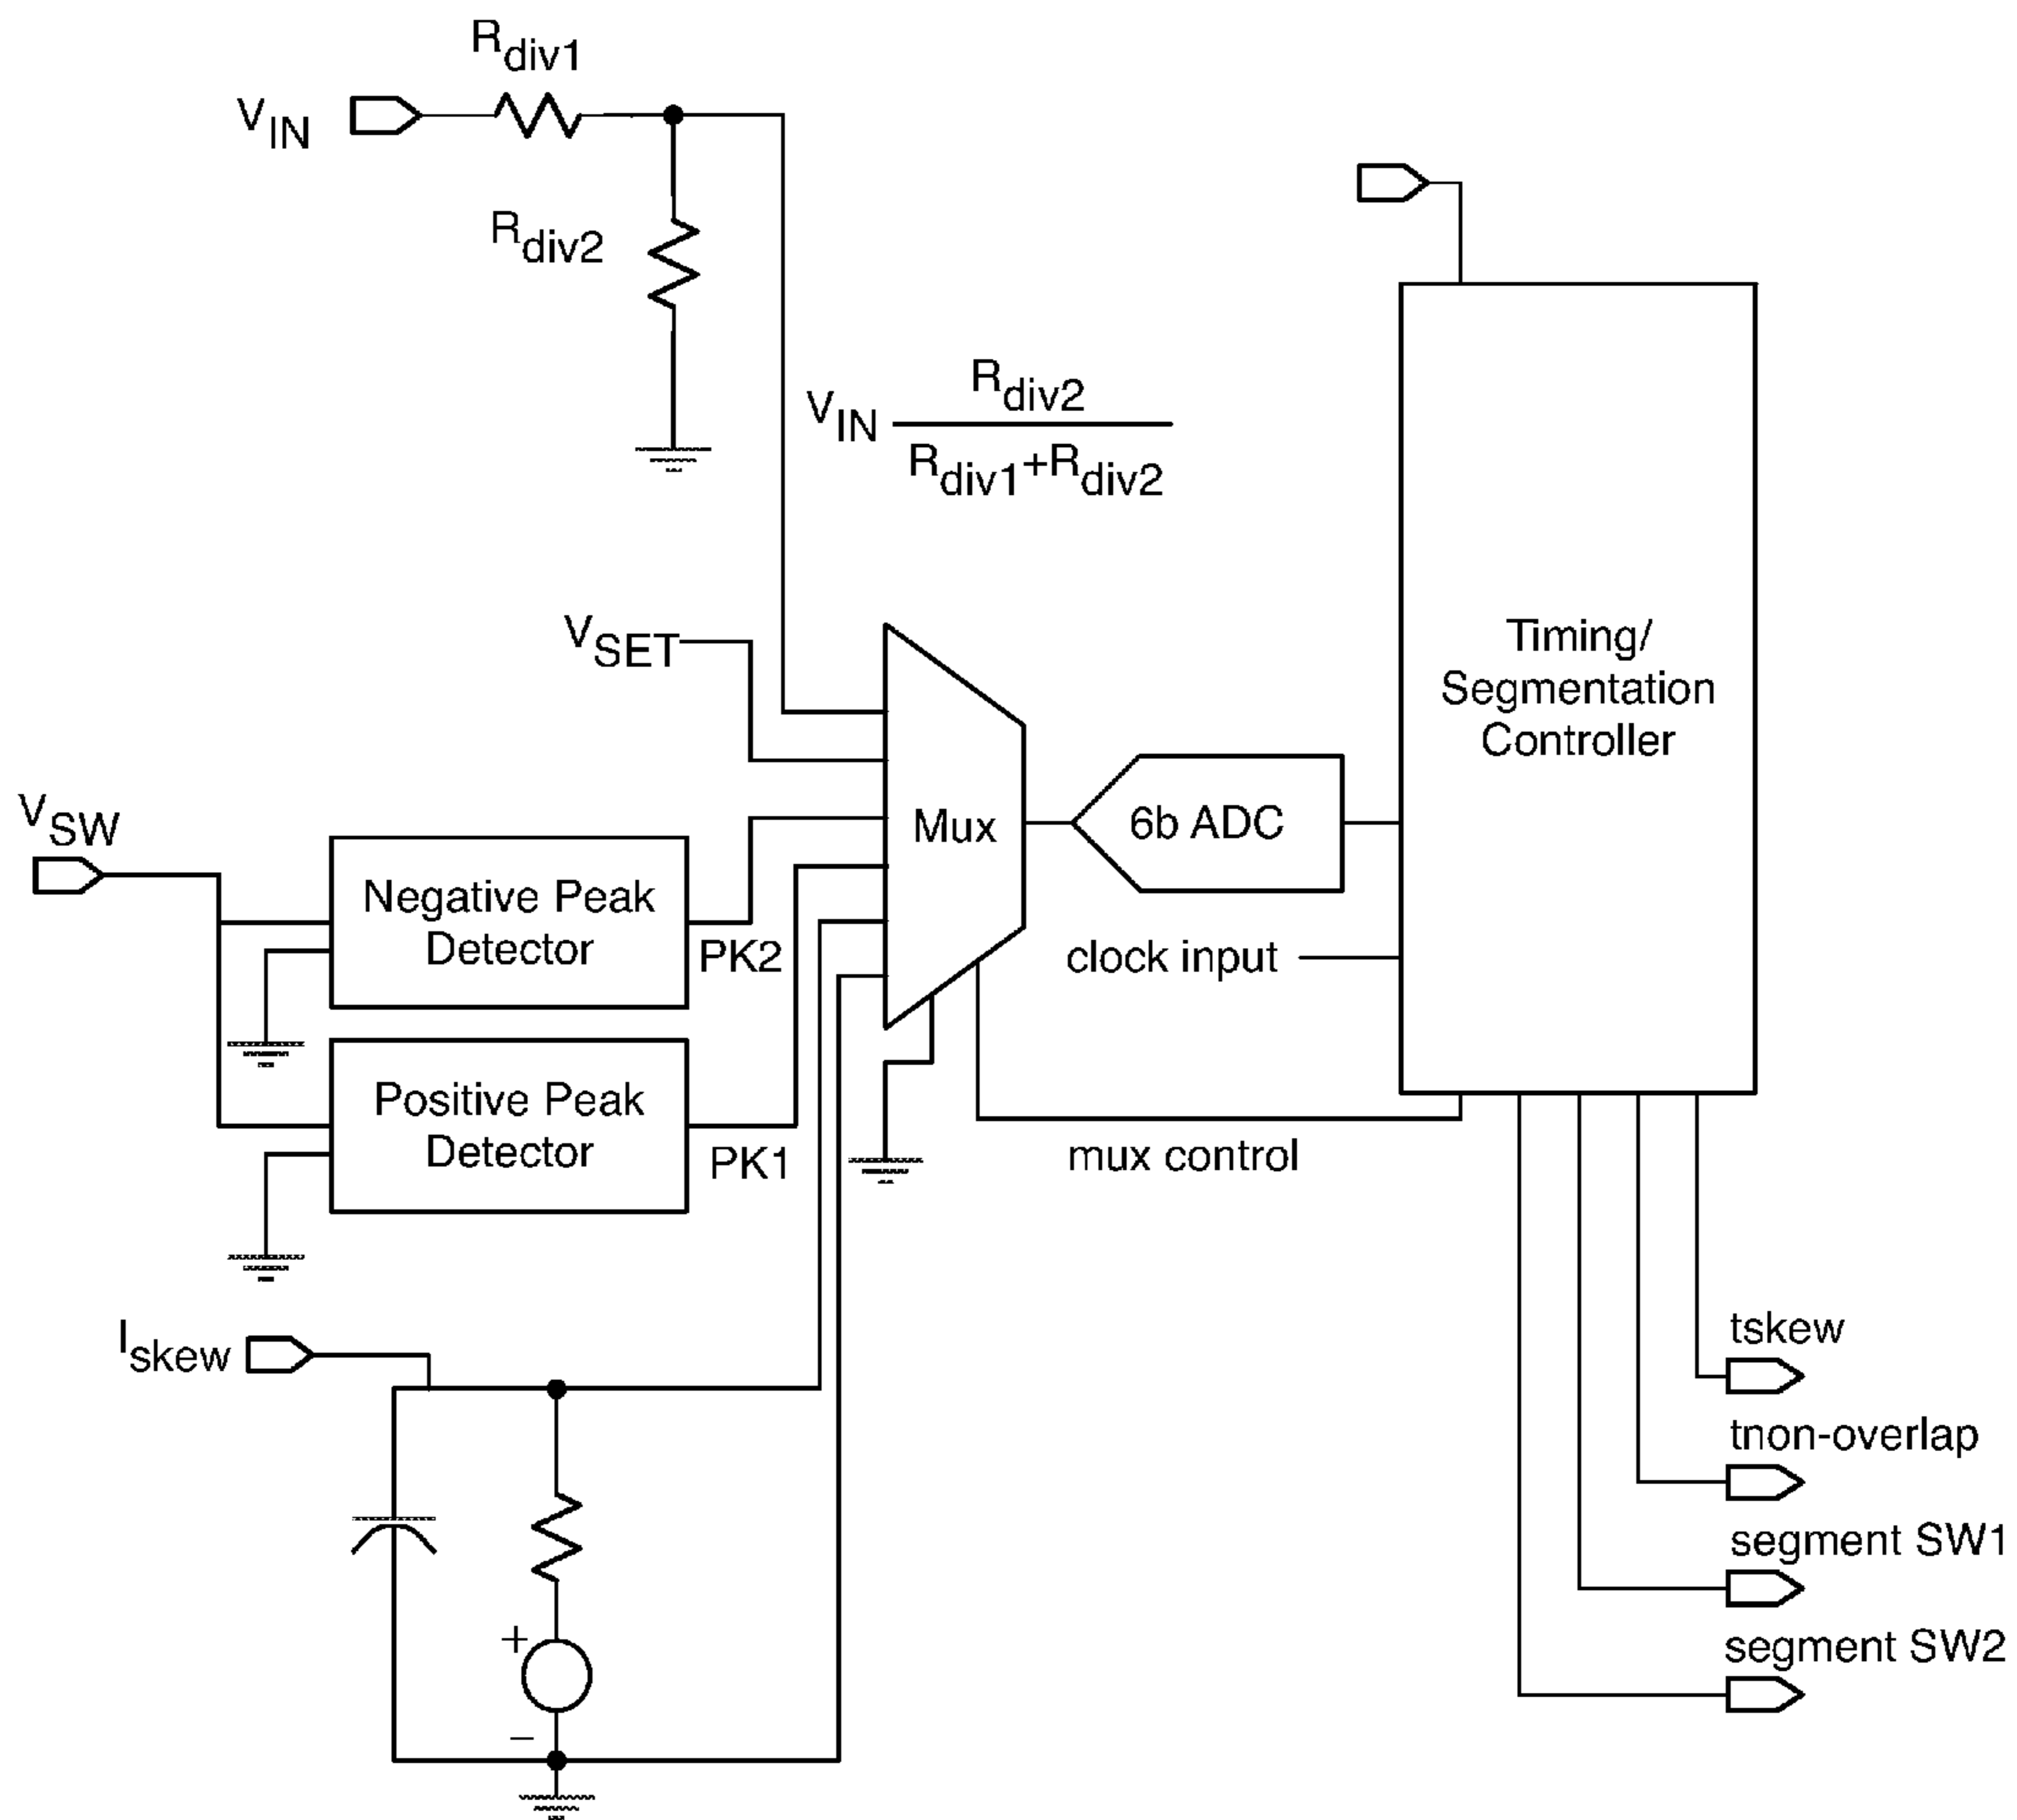 Rdiv1
VIN
Rdiv2
VIN Rdiv2
Rdiv1+Rdiv2
VSET
Timing/
Segmentation
Controller
VSW
Mux
6b ADC
Negative Peak
Detector
PK2
clock input
Positive Peak
Detector
PK1
mux control
Iskew
tskew
tnon-overlap
segment SW1
+
segment SW2
–